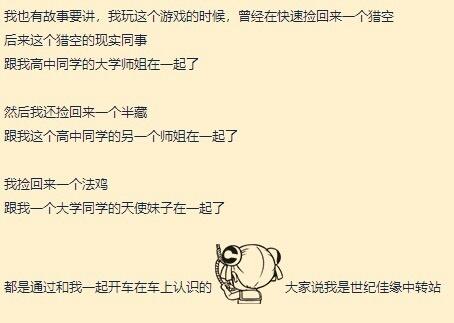 我也有故事要讲，我玩这个游戏的时候，曾经在快速捡回来一个猎空
后来这个猎空的现实同事
跟我高中同学的大学师姐在一起了
然后我还捡回来一个半藏
跟我这个高中同学的另一个师姐在一起了
我捡回来一个法鸡
跟我一个大学同学的天使妹子在一起了
都是通过和我一起开车在车上认识的 大家说我是世纪佳缘中转站